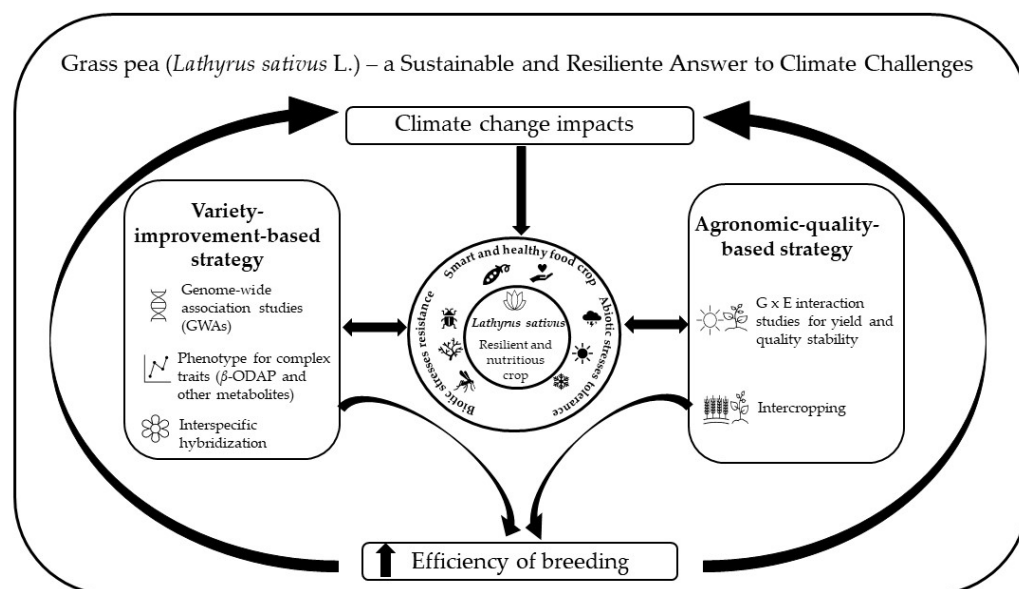 Grass pea (Lathyrus sativus L.) – a Sustainable and Resiliente Answer to Climate Challenges
Climate change impacts
Variety-
improvement-based
strategy
Genome-wide
association studies
(GWAs)
Phenotype for complex
traits (β-ODAP and
other metabolites)
Interspecific
hybridization
Smart and healthy food crop
Biotic stresses resistance
Abiotic stresses tolerance
Lathyrus sativus
Resilient and
nutritious
crop
Agronomic-quality-
based strategy
G x E interaction
studies for yield and
quality stability
Intercropping
Efficiency of breeding